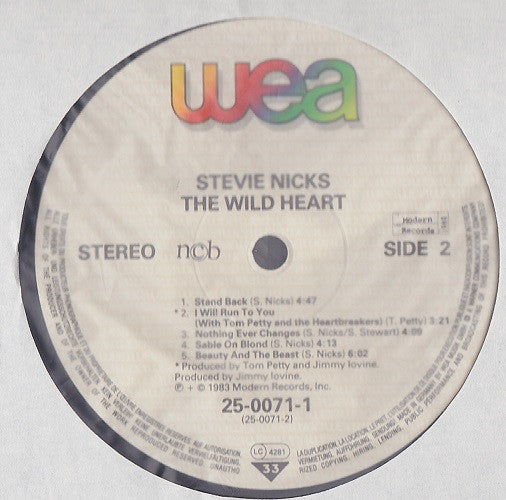 wea
STEVIE NICKS
THE WILD HEART
Modern
Records
STEREO ncb SIDE 2
1. Stand Back (S. Nicks) 4:47
* 2. I Will Run To You
(With Tom Petty and the Heartbreakers) (T. Petty) 3:21
3. Nothing Ever Changes (S. Nicks/S. Stewart) 4:09
4. Sable On Blond (S. Nicks) 4:13
5. Beauty And The Beast (S. Nicks) 6:02
* Produced by Tom Petty and Jimmy Iovine.
Produced by Jimmy Iovine.
℗ + © 1983 Modern Records, Inc.
25-0071-1
(25-0071-2)
LC 4281
33